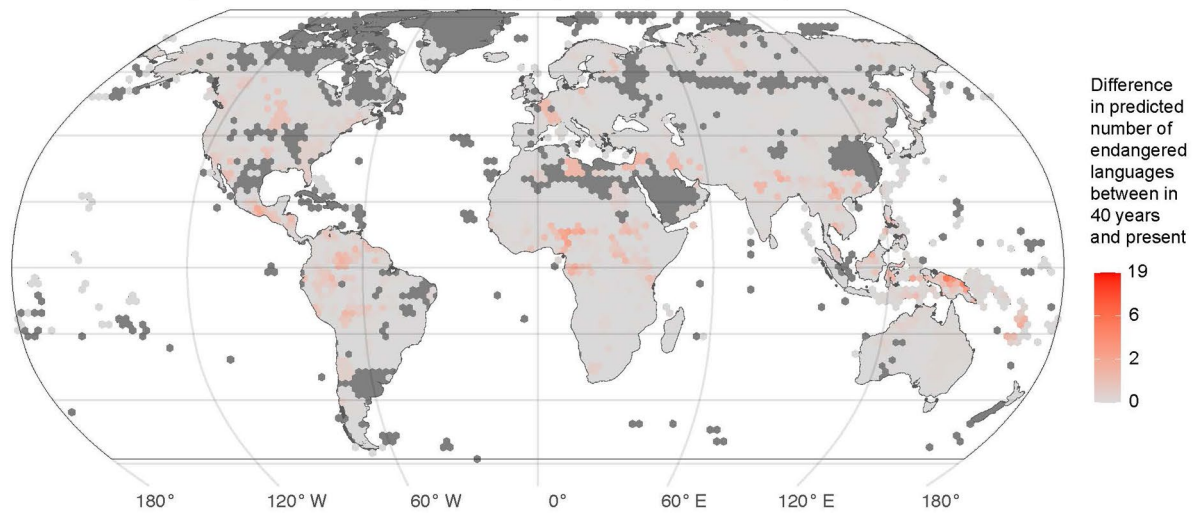 Difference
in predicted
number of
endangered
languages
between in
40 years
and present
19
6
2
0
180° 120° W 60° W 0° 60° E 120° E 180°